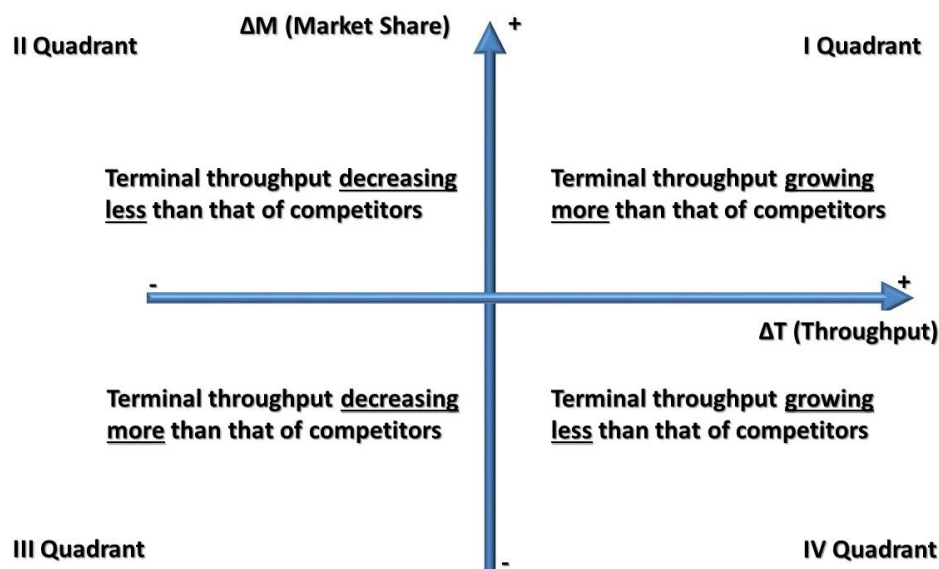 ΔM (Market Share)
+
II Quadrant
I Quadrant
Terminal throughput decreasing
less than that of competitors
Terminal throughput growing
more than that of competitors
-
+
ΔT (Throughput)
Terminal throughput decreasing
more than that of competitors
Terminal throughput growing
less than that of competitors
III Quadrant
IV Quadrant
-